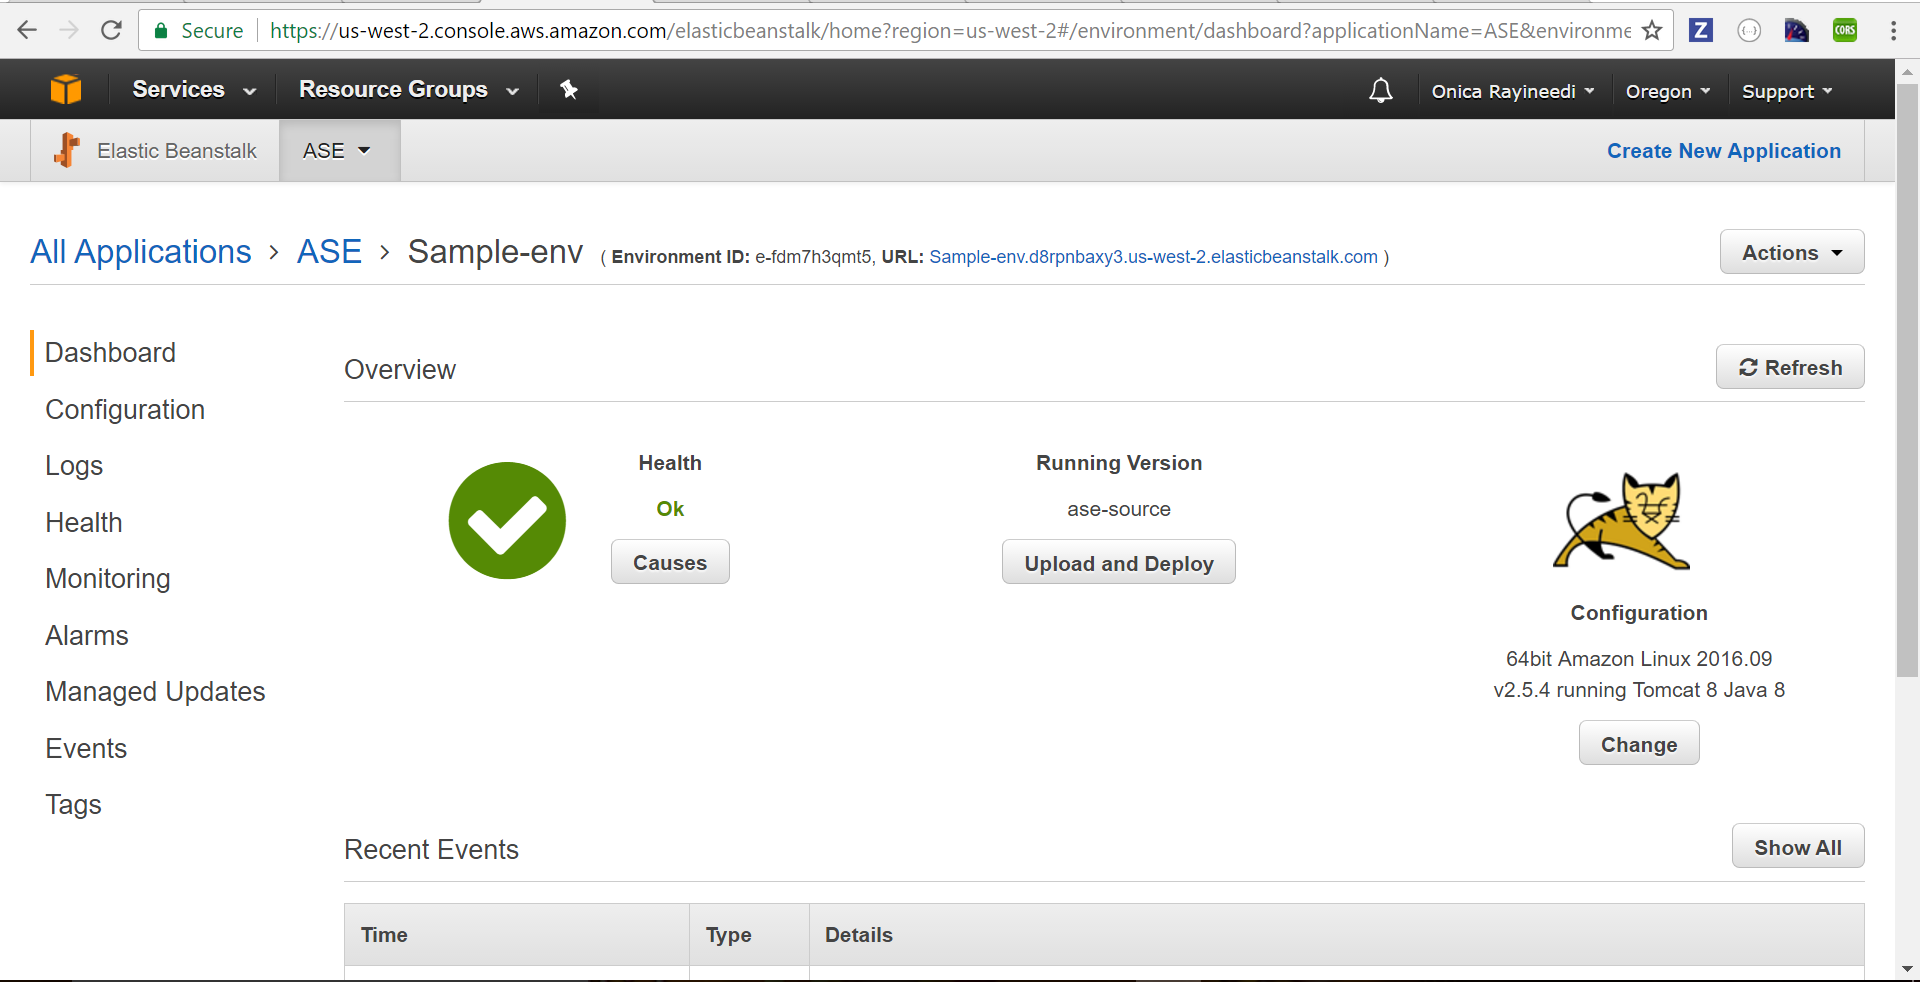 Secure https://us-west-2.console.aws.amazon.com/elasticbeanstalk/home?region=us-west-2#/environment/dashboard?applicationName=ASE&environme
Z {··} CORS
Services Resource Groups Onica Rayineedi Oregon Support
Elastic Beanstalk ASE Create New Application
All Applications > ASE > Sample-env ( Environment ID: e-fdm7h3qmt5, URL: Sample-env.d8rpnbaxy3.us-west-2.elasticbeanstalk.com ) Actions
Dashboard
Configuration
Logs
Health
Monitoring
Alarms
Managed Updates
Events
Tags
Overview Refresh
Health
Ok
Causes
Running Version
ase-source
Upload and Deploy
Configuration
64bit Amazon Linux 2016.09
v2.5.4 running Tomcat 8 Java 8
Change
Recent Events Show All
Time Type Details